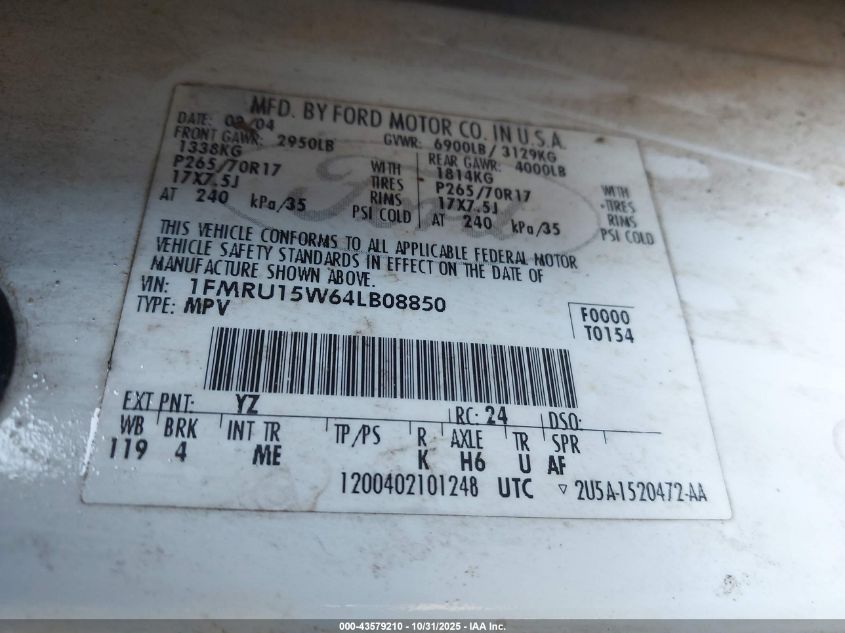 MFD. BY FORD MOTOR CO. IN U.S.A.
DATE: 02/04 GVWR: 6900LB / 3129KG
FRONT GAWR: 2950LB REAR GAWR: 4000LB
1338KG WITH 1814KG WITH
P265/70R17 TIRES P265/70R17 TIRES
17X7.5J RIMS 17X7.5J RIMS
AT 240 kPa/35 PSI COLD AT 240 kPa/35 PSI COLD
Ford
THIS VEHICLE CONFORMS TO ALL APPLICABLE FEDERAL MOTOR
VEHICLE SAFETY STANDARDS IN EFFECT ON THE DATE OF
MANUFACTURE SHOWN ABOVE.
VIN: 1FMRU15W64LB08850
TYPE: MPV
F0000
T0154
EXT PNT: YZ RC: 24 DSO:
WB BRK INT TR TP/PS R AXLE TR SPR
119 4 ME K H6 U AF
1200402101248 UTC ▽ 2U5A-1520472-AA
000-43579210 - 10/31/2025 - IAA Inc.